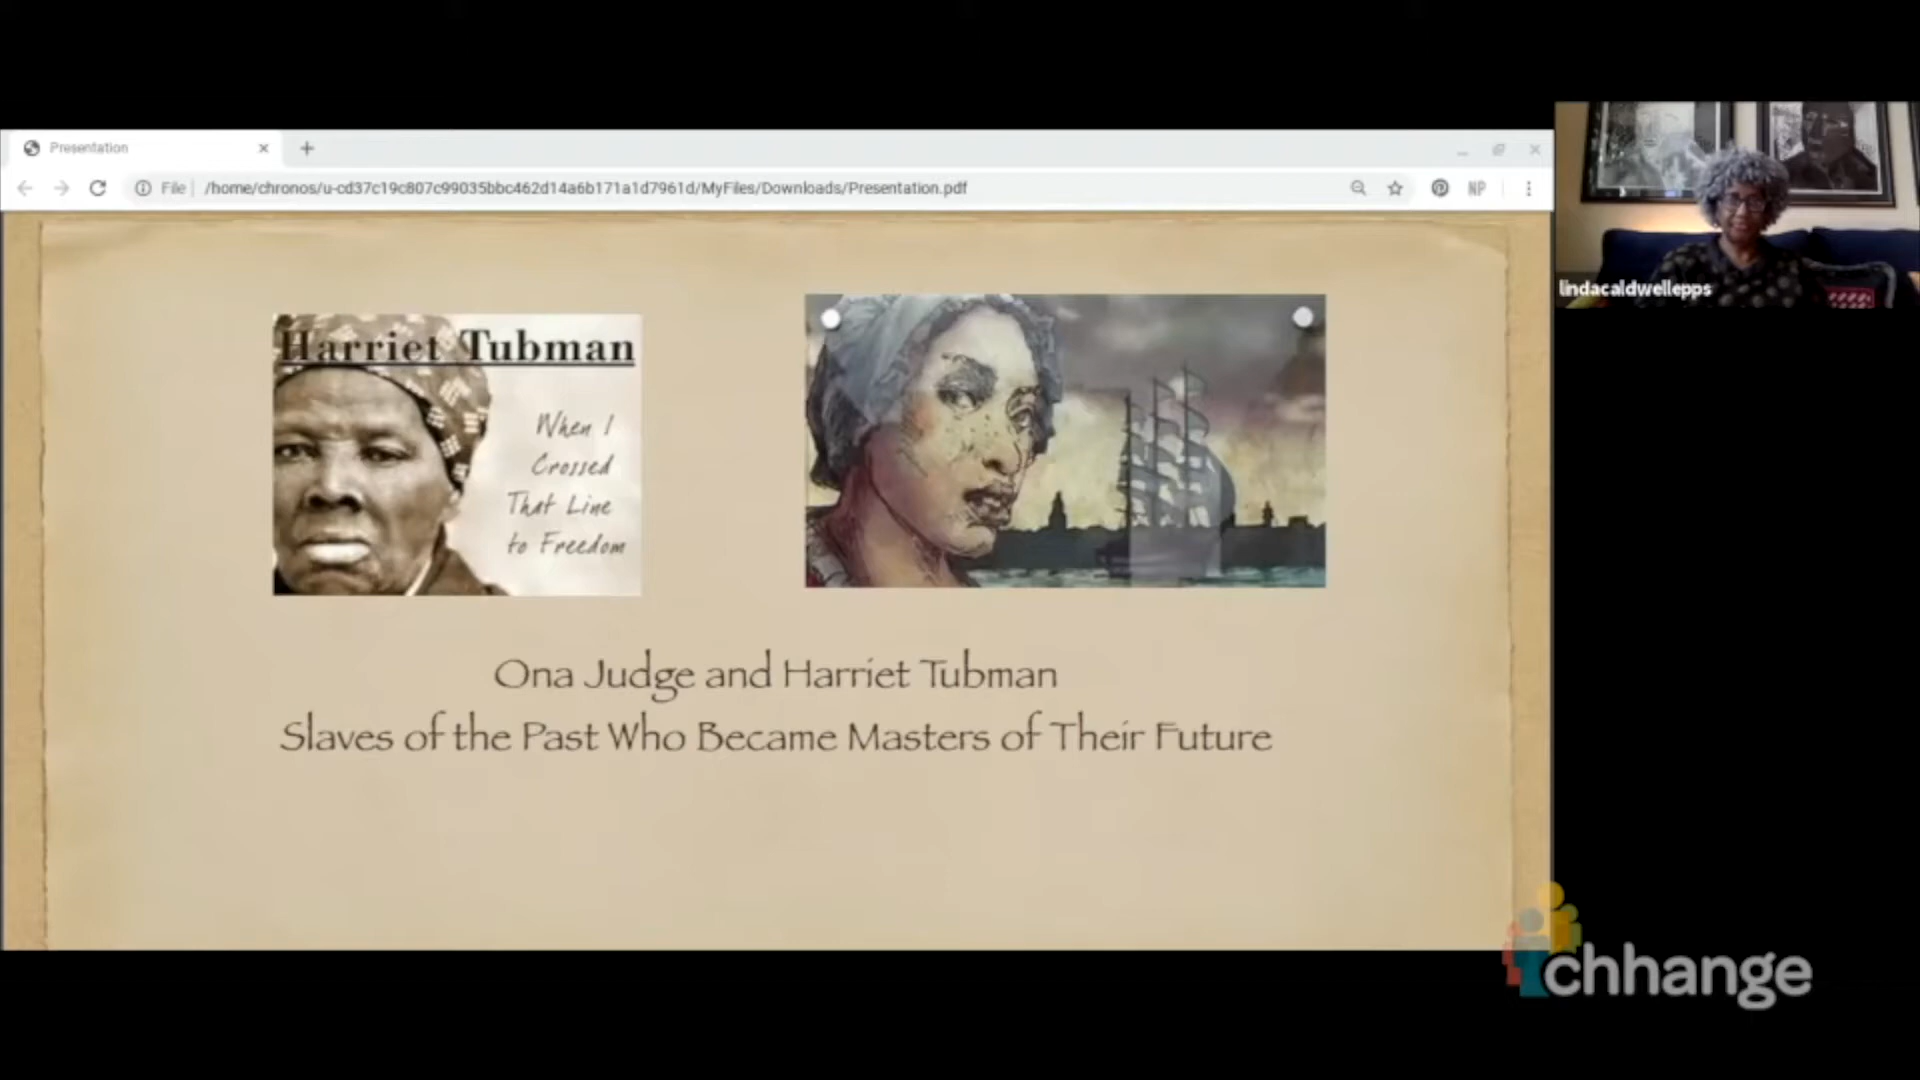 Presentation
File
/home/chronos/u-cd37c19c807c99035bbc462d14a6b171a1d7961d/MyFiles/Downloads/Presentation.pdf
NP
lindacaldwellepps
Harriet Tubman
When I
Crossed
That Line
to Freedom
Ona Judge and Harriet Tubman
Slaves of the Past Who Became Masters of Their Future
chhange